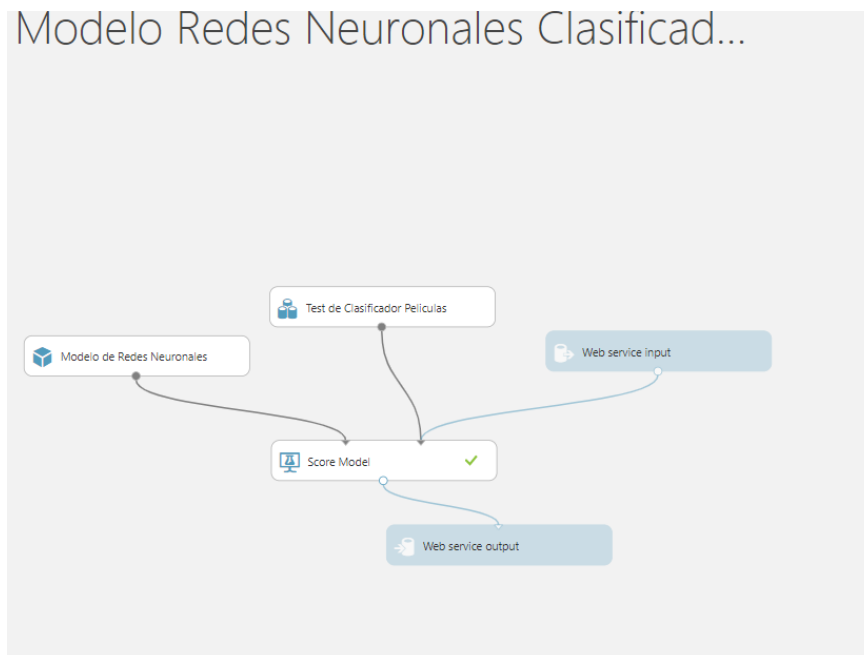 Modelo Redes Neuronales Clasificad...
Test de Clasificador Peliculas
Modelo de Redes Neuronales
Web service input
Score Model
Web service output